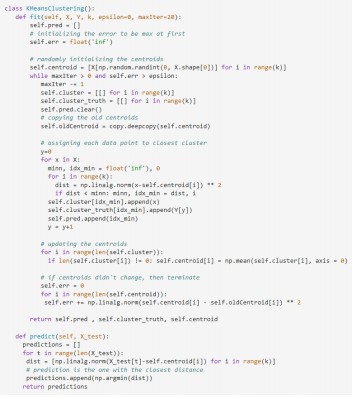 class KMeansClustering():
def fit(self, X, Y, k, epsilon=0, maxIter=20):
self.pred = []
# initializing the error to be max at first
self.err = float('inf')
# randomly initializing the centroids
self.centroid = [X[np.random.randint(0, X.shape[0])] for i in range(k)]
while maxIter > 0 and self.err > epsilon:
maxIter -= 1
self.cluster = [[] for i in range(k)]
self.cluster_truth = [[] for i in range(k)]
self.pred.clear()
# copying the old centroids
self.oldCentroid = copy.deepcopy(self.centroid)
# assigning each data point to closest cluster
y=0
for x in X:
minn, idx_min = float('inf'), 0
for i in range(k):
dist = np.linalg.norm(x-self.centroid[i]) ** 2
if dist < minn: minn, idx_min = dist, i
self.cluster[idx_min].append(x)
self.cluster_truth[idx_min].append(Y[y])
self.pred.append(idx_min)
y = y+1
# updating the centroids
for i in range(len(self.cluster)):
if len(self.cluster[i]) != 0: self.centroid[i] = np.mean(self.cluster[i], axis = 0)
# if centroids didn't change, then terminate
self.err = 0
for i in range(len(self.centroid)):
self.err += np.linalg.norm(self.centroid[i] - self.oldCentroid[i]) ** 2
return self.pred , self.cluster_truth, self.centroid
def predict(self, X_test):
predictions = []
for t in range(len(X_test)):
dist = [np.linalg.norm(X_test[t]-self.centroid[i]) for i in range(k)]
# prediction is the one with the closest distance
predictions.append(np.argmin(dist))
return predictions